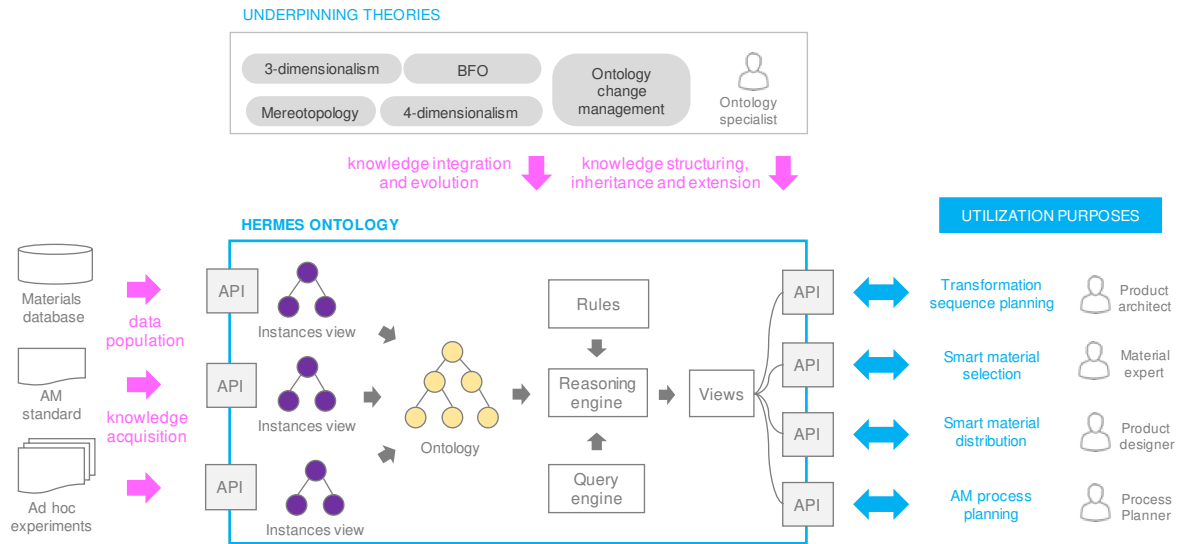 UNDERPINNING THEORIES
3-dimensionalism
BFO
Mereotopology
4-dimensionalism
Ontology
change
management
Ontology
specialist
knowledge integration
and evolution
knowledge structuring,
inheritance and extension
HERMES ONTOLOGY
UTILIZATION PURPOSES
Materials
database
data
population
AM
standard
knowledge
acquisition
Ad hoc
experiments
API
Instances view
API
Instances view
API
Instances view
Ontology
Rules
Reasoning
engine
Query
engine
Views
API
Transformation
sequence planning
Product
architect
API
Smart material
selection
Material
expert
API
Smart material
distribution
Product
designer
API
AM process
planning
Process
Planner